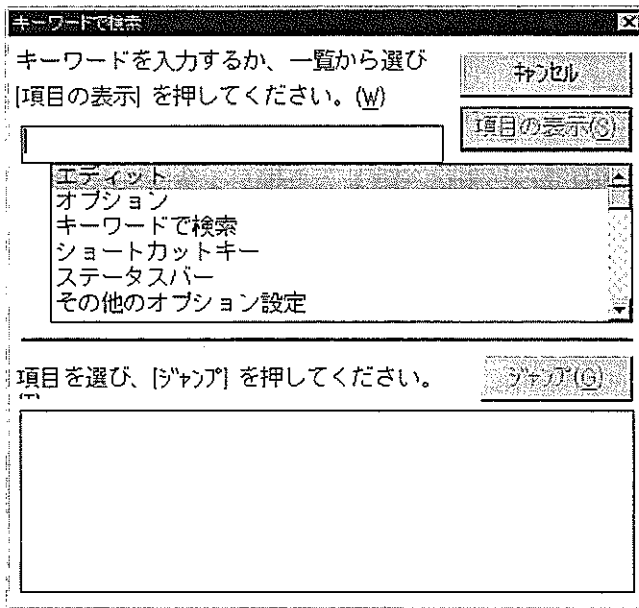 キーワードで検索
キーワードを入力するか、一覧から選び
[項目の表示] を押してください。(W)
キャンセル
項目の表示(S)
エディット
オプション
キーワードで検索
ショートカットキー
ステータスバー
その他のオプション設定
項目を選び、[ジャンプ] を押してください。
(T)
ジャンプ(G)